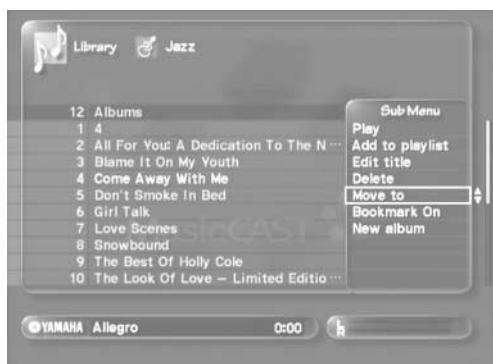 Library Jazz
12 Albums
1 4
2 All For You: A Dedication To The N ...
3 Blame It On My Youth
4 Come Away With Me
5 Don't Smoke In Bed
6 Girl Talk
7 Love Scenes
8 Snowbound
9 The Best Of Holly Cole
10 The Look Of Love – Limited Editio ...
Sub Menu
Play
Add to playlist
Edit title
Delete
Move to
Bookmark On
New album
MusicCAST
YAMAHA Allegro 0:00